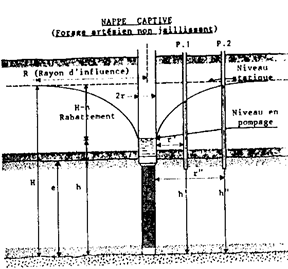 NAPPE CAPTIVE
(Forage artésien non jaillissant)
P.1 P.2
R (Rayon d'influence)
Niveau
statique
2r
H-h
Rabattement
Niveau en
pompage
r'
r"
H
e
h
h'
h"